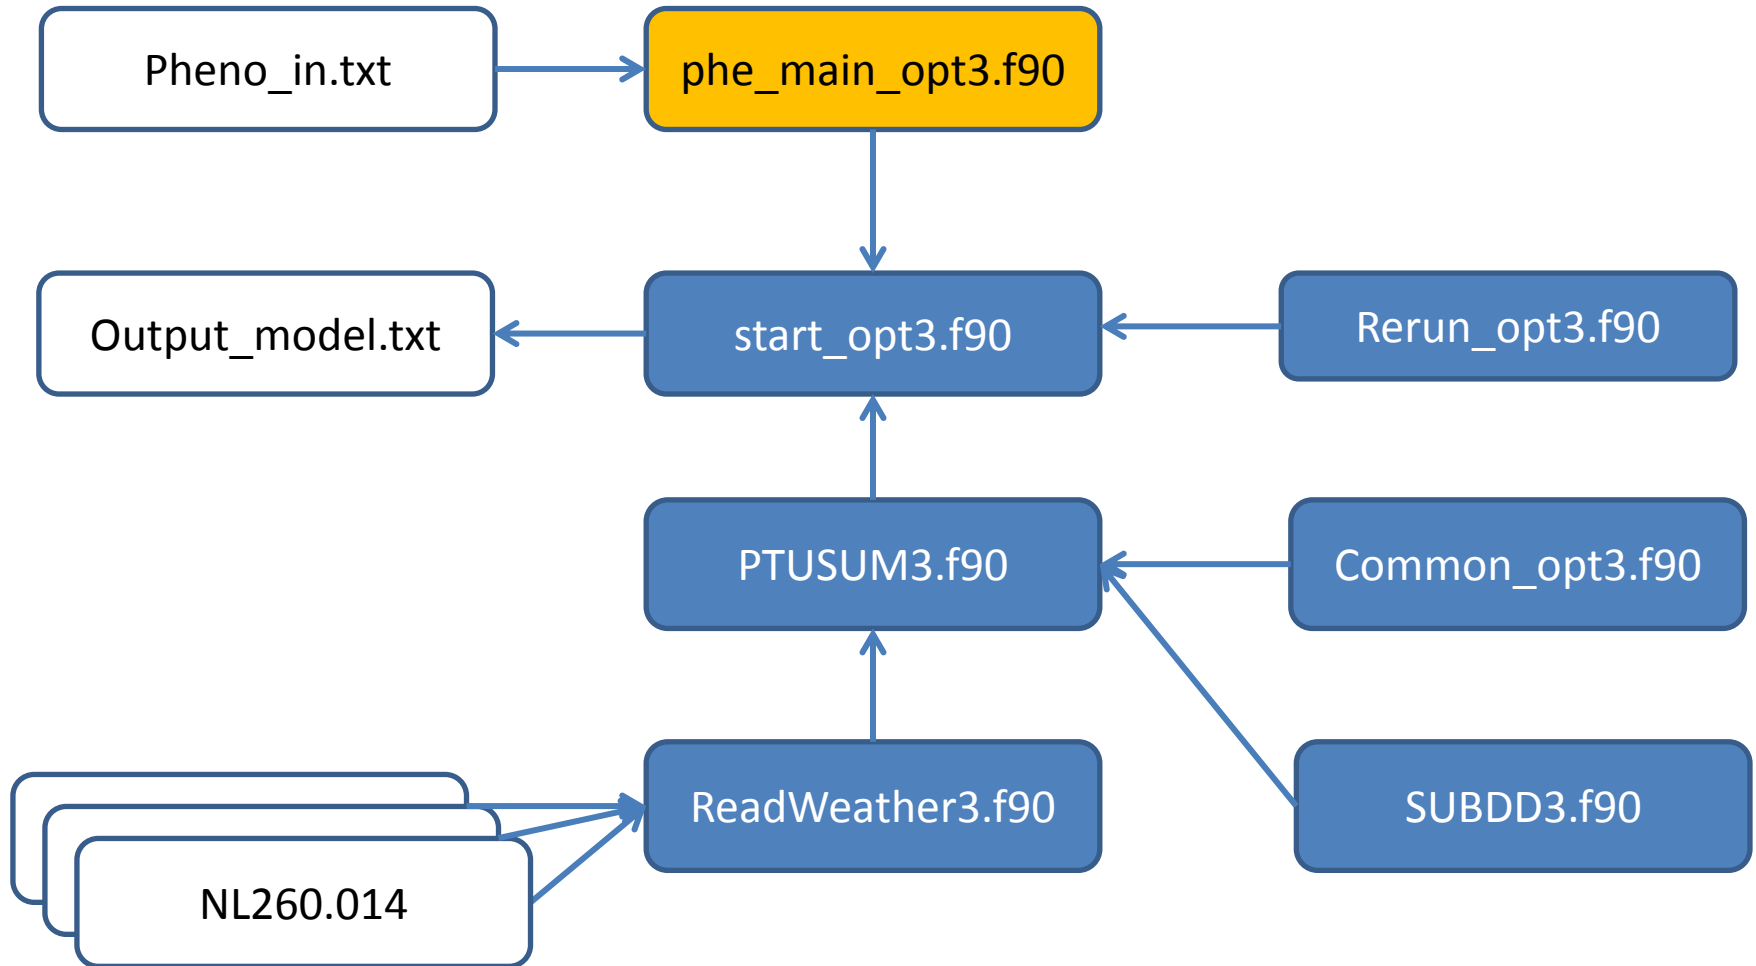 Pheno_in.txt
phe_main_opt3.f90
Output_model.txt
start_opt3.f90
Rerun_opt3.f90
PTUSUM3.f90
Common_opt3.f90
ReadWeather3.f90
SUBDD3.f90
NL260.014